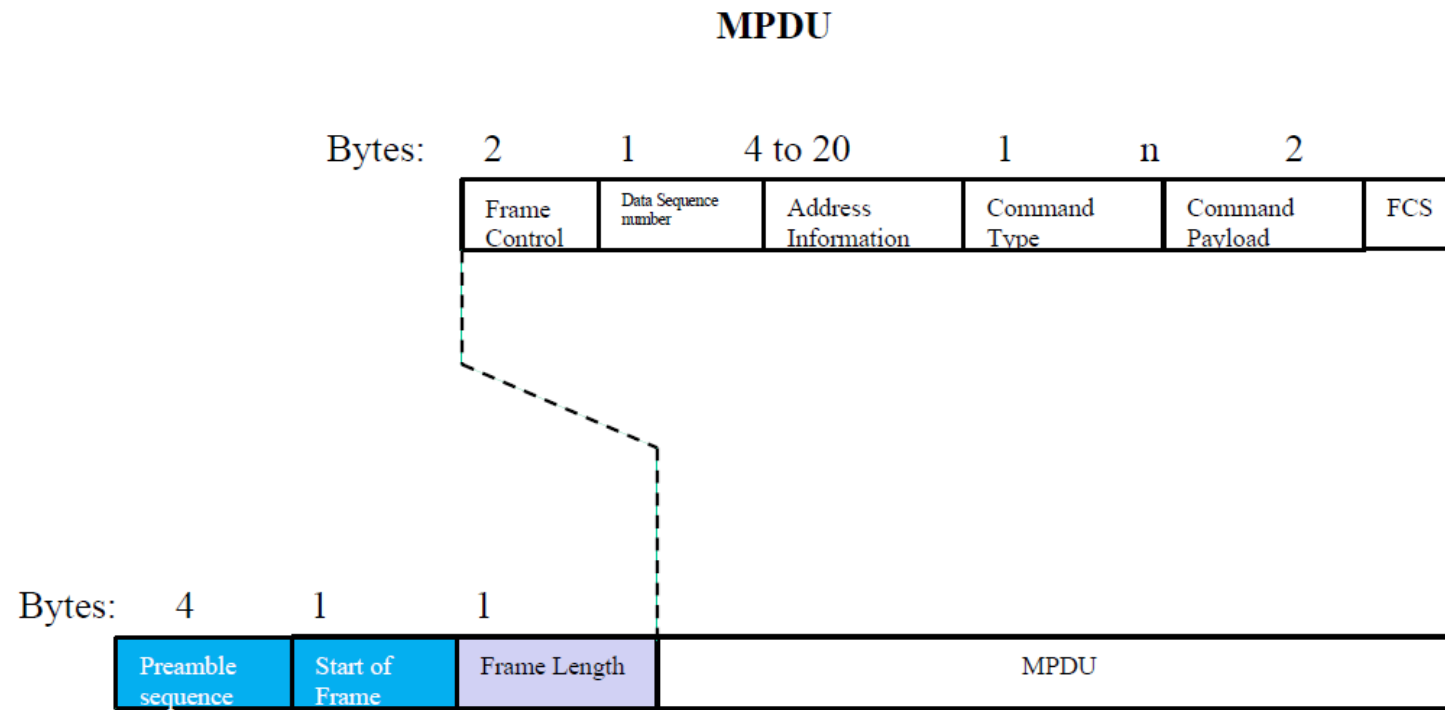 MPDU
Bytes: 2 1 4 to 20 1 n 2
Frame Control
Data Sequence number
Address Information
Command Type
Command Payload
FCS
Bytes: 4 1 1
Preamble sequence
Start of Frame
Frame Length
MPDU